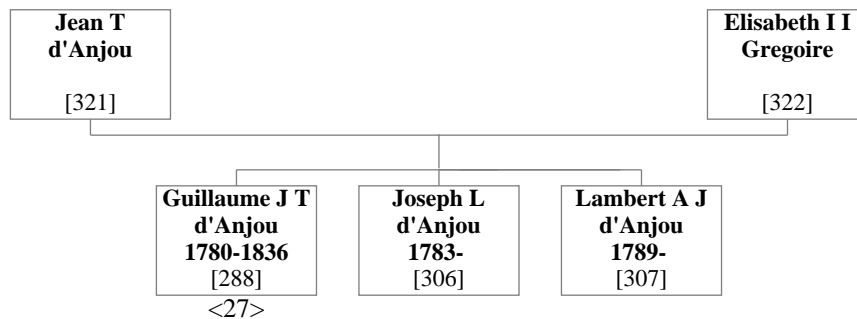 Jean T
d'Anjou
[321]
Elisabeth I I
Gregoire
[322]
Guillaume J T
d'Anjou
1780-1836
[288]
<27>
Joseph L
d'Anjou
1783-
[306]
Lambert A J
d'Anjou
1789-
[307]